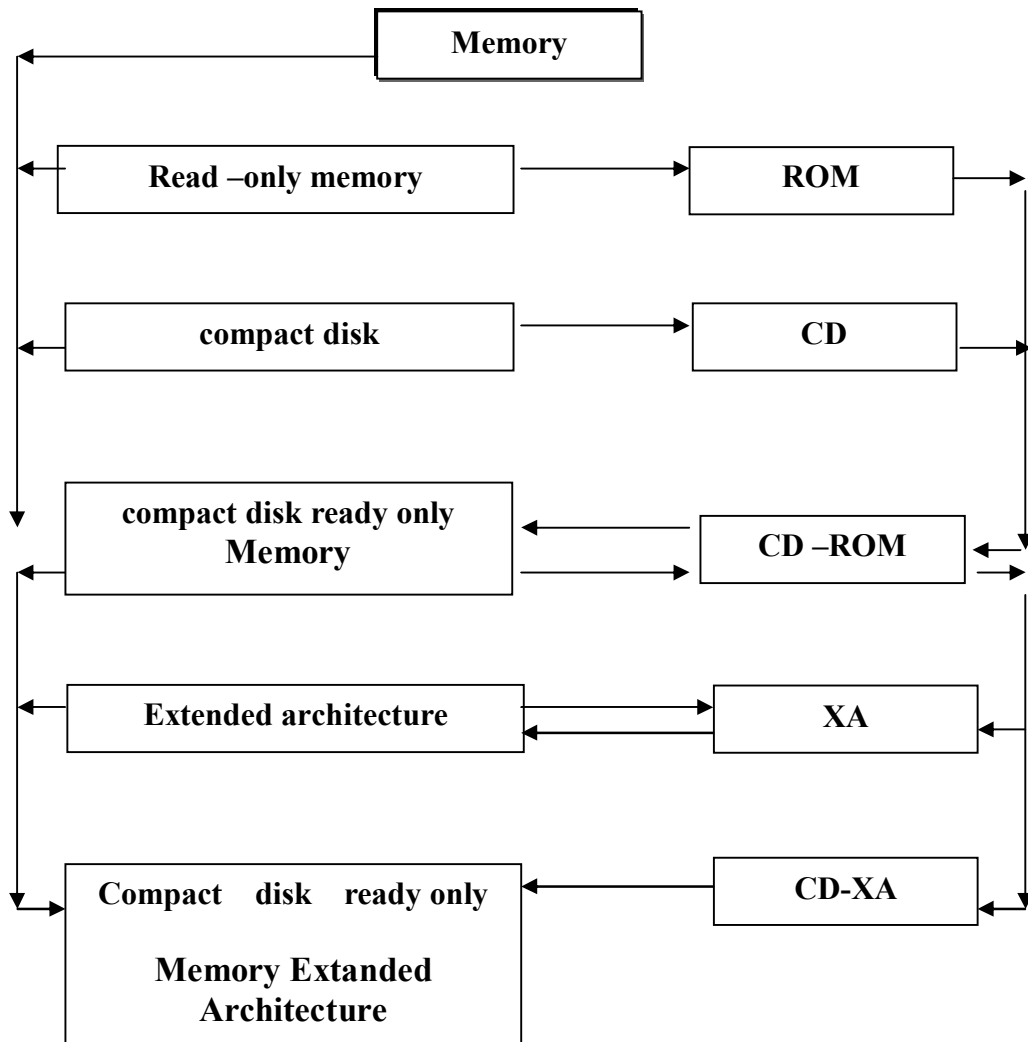 Memory
Read –only memory
ROM
compact disk
CD
compact disk ready only
Memory
CD –ROM
Extended architecture
XA
Compact disk ready only
Memory Extanded
Architecture
CD-XA